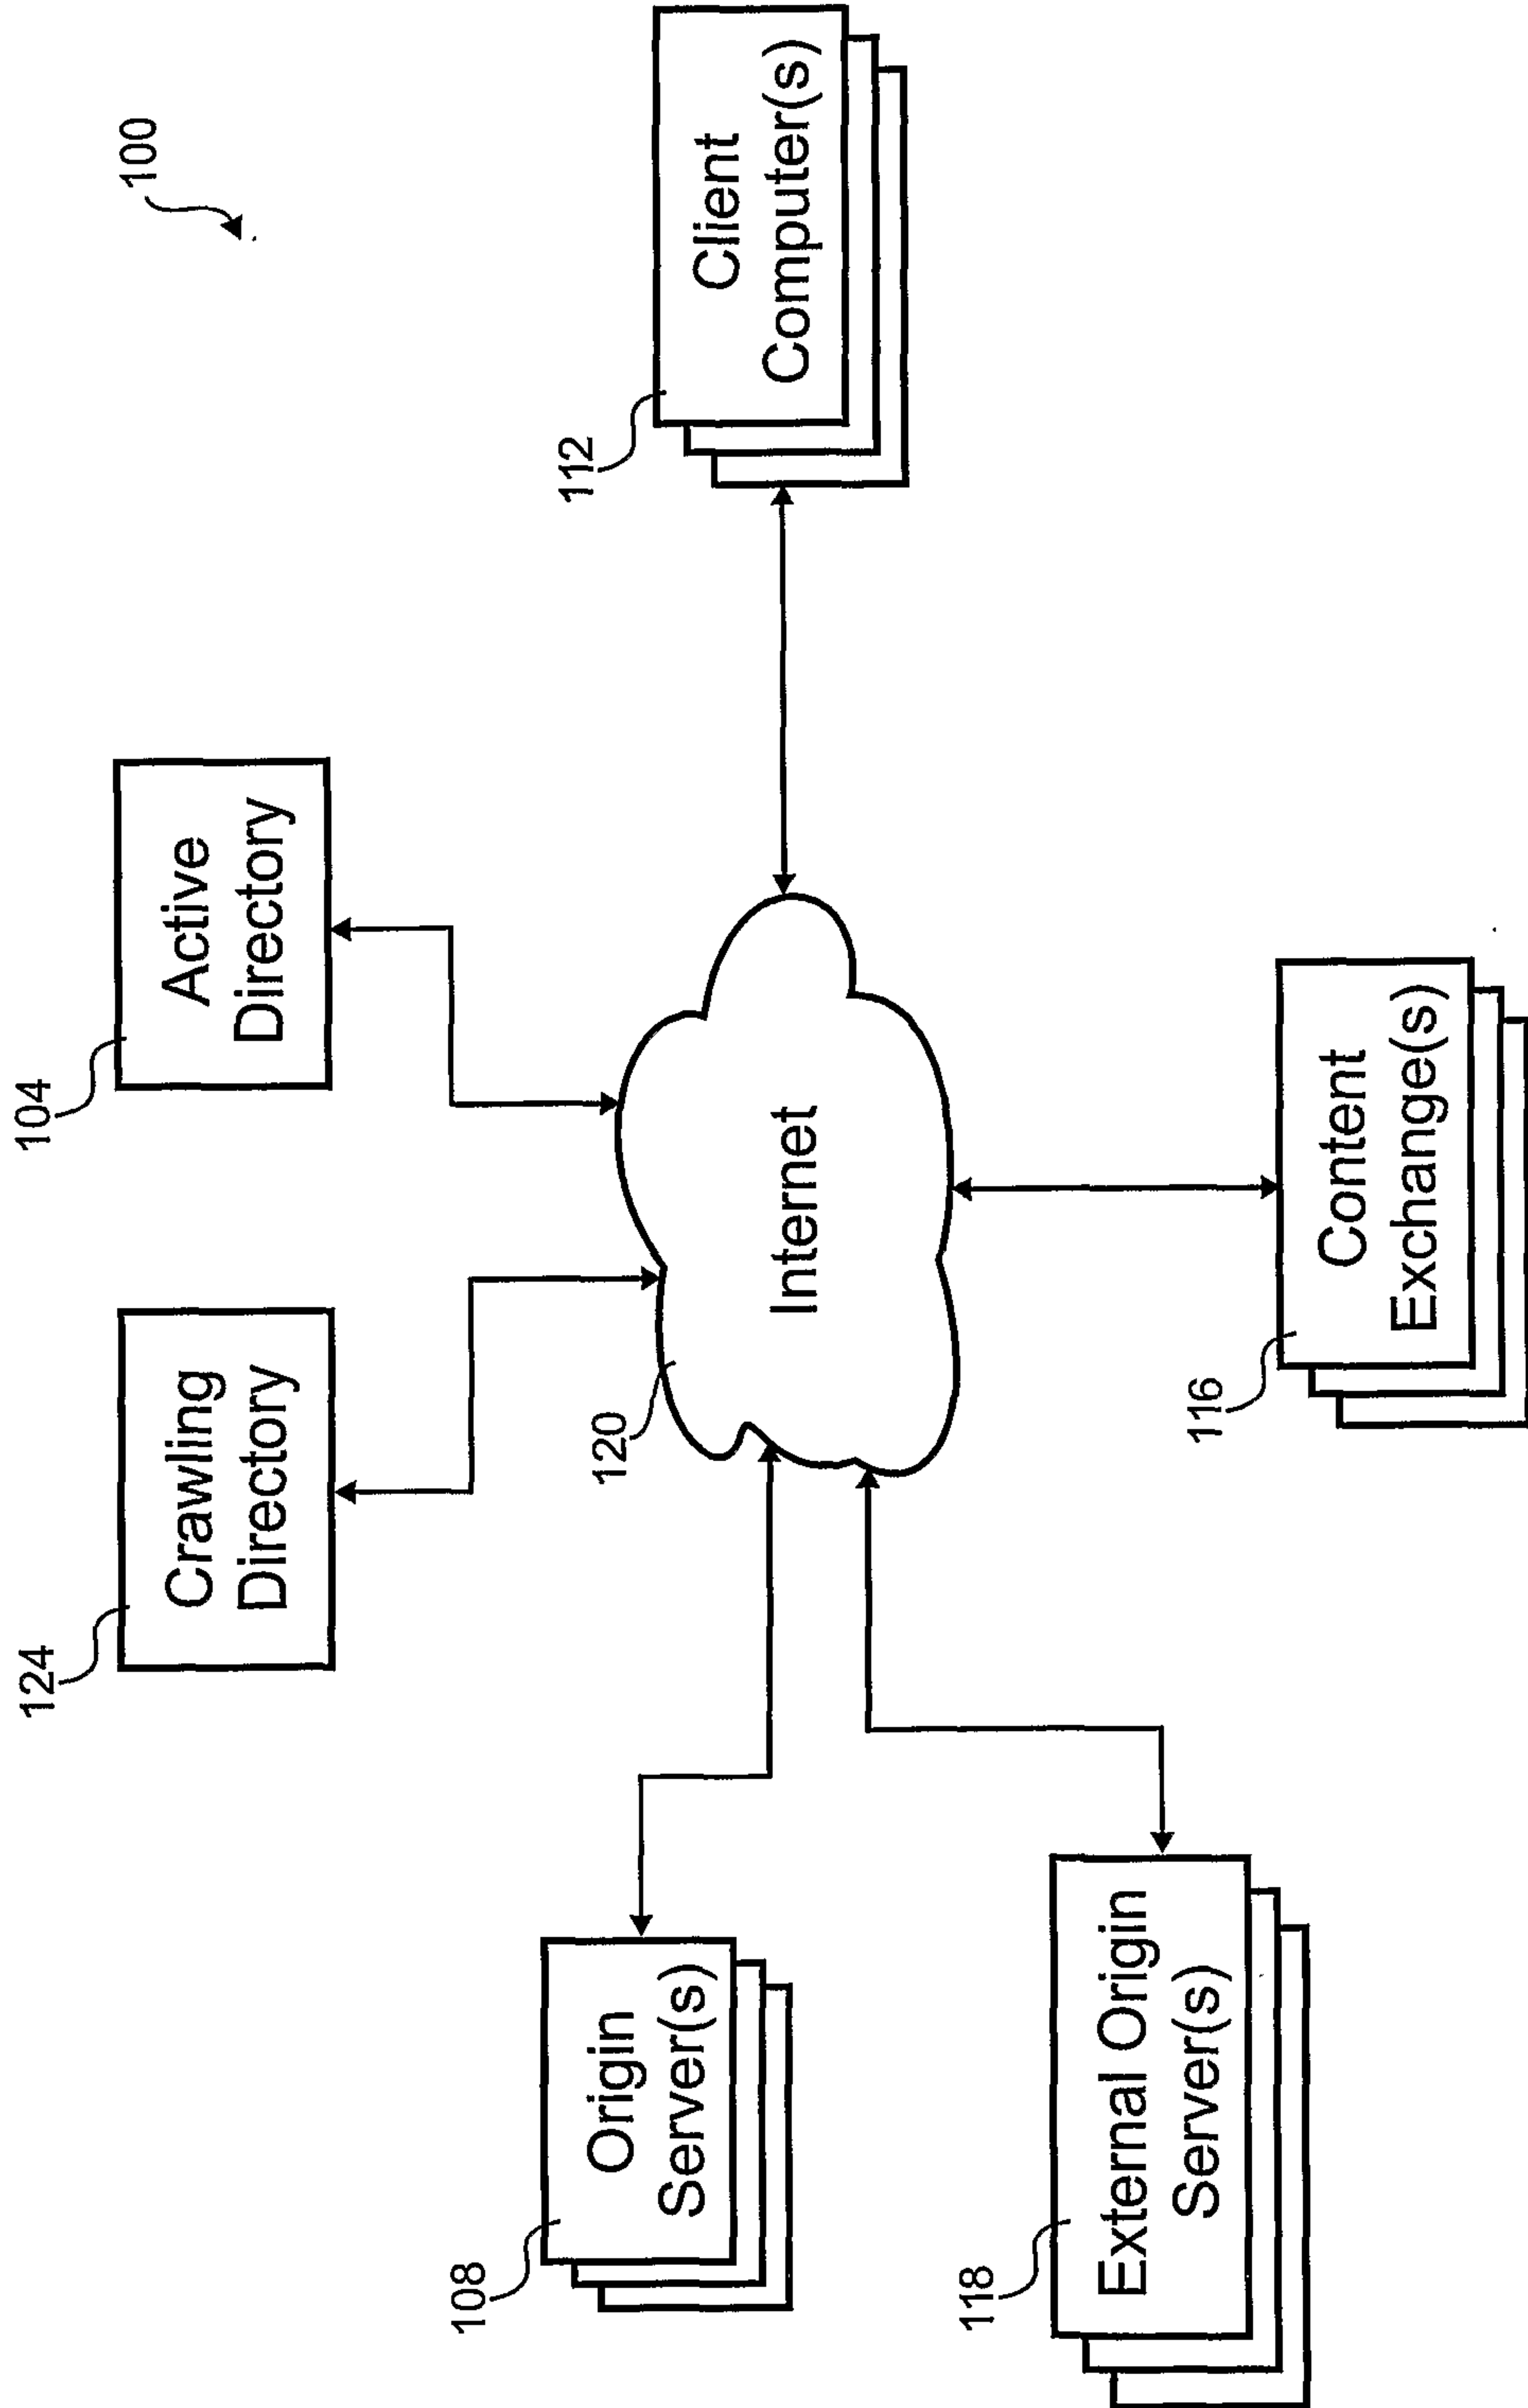 100
124
Crawling
Directory
104
Active
Directory
108
Origin
Server(s)
120
Internet
112
Client
Computer(s)
118
External Origin
Server(s)
116
Content
Exchange(s)